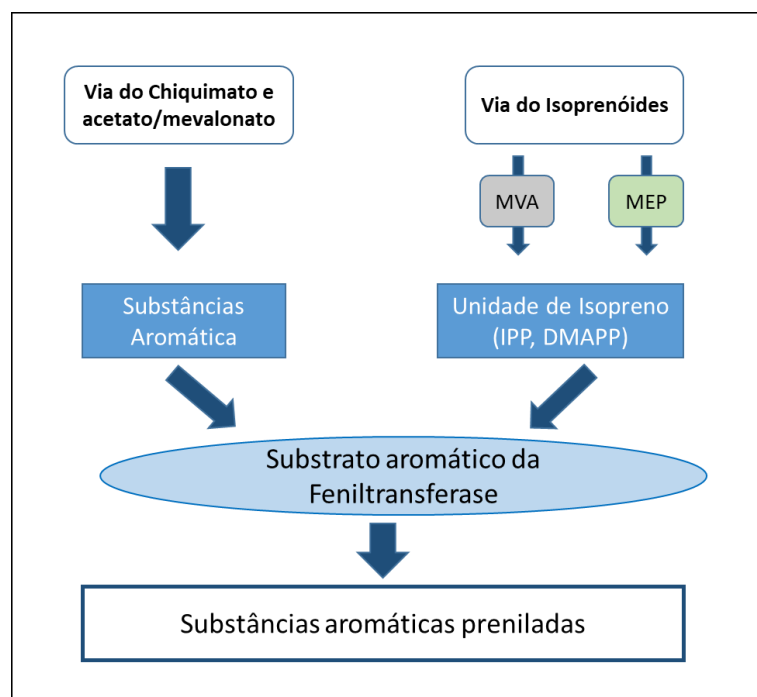 Via do Chiquimato e
acetato/mevalonato
Via do Isoprenóides
MVA
MEP
Substâncias
Aromática
Unidade de Isopreno
(IPP, DMAPP)
Substrato aromático da
Feniltransferase
Substâncias aromáticas preniladas